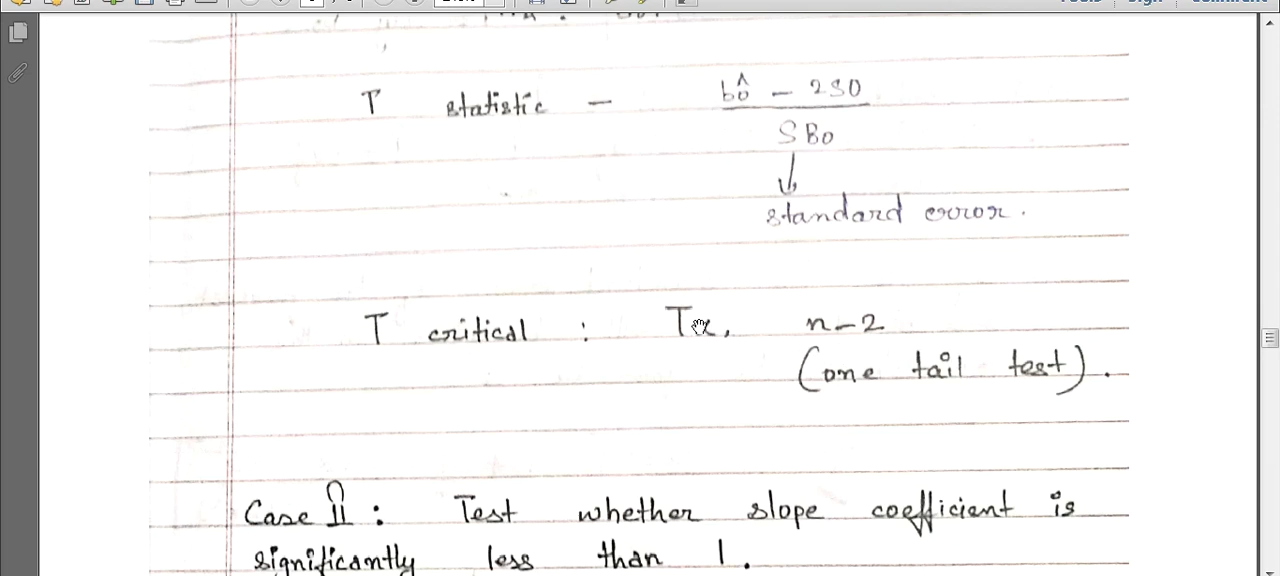 T statistic – b̂0 – 250
SB0
standard error.
T critical : Tα, n–2
(one tail test).
Case II : Test whether slope coefficient is
significantly less than 1.